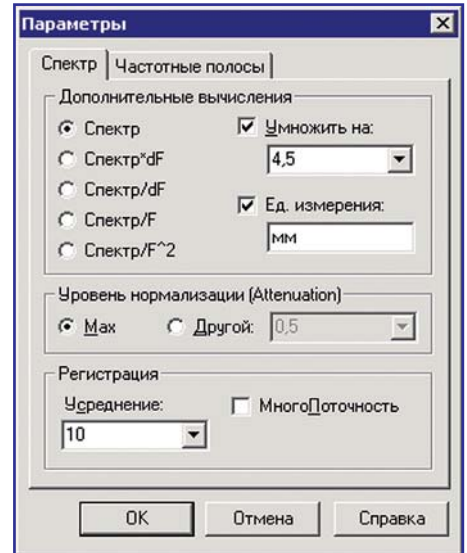 Параметры
Спектр Частотные полосы
Дополнительные вычисления
Спектр Умножить на:
Спектр*dF 4,5
Спектр/dF Ед. измерения:
Спектр/F мм
Спектр/F^2
Уровень нормализации (Attenuation)
Max Другой: 0,5
Регистрация
Усреднение: МногоПоточность
10
OK Отмена Справка